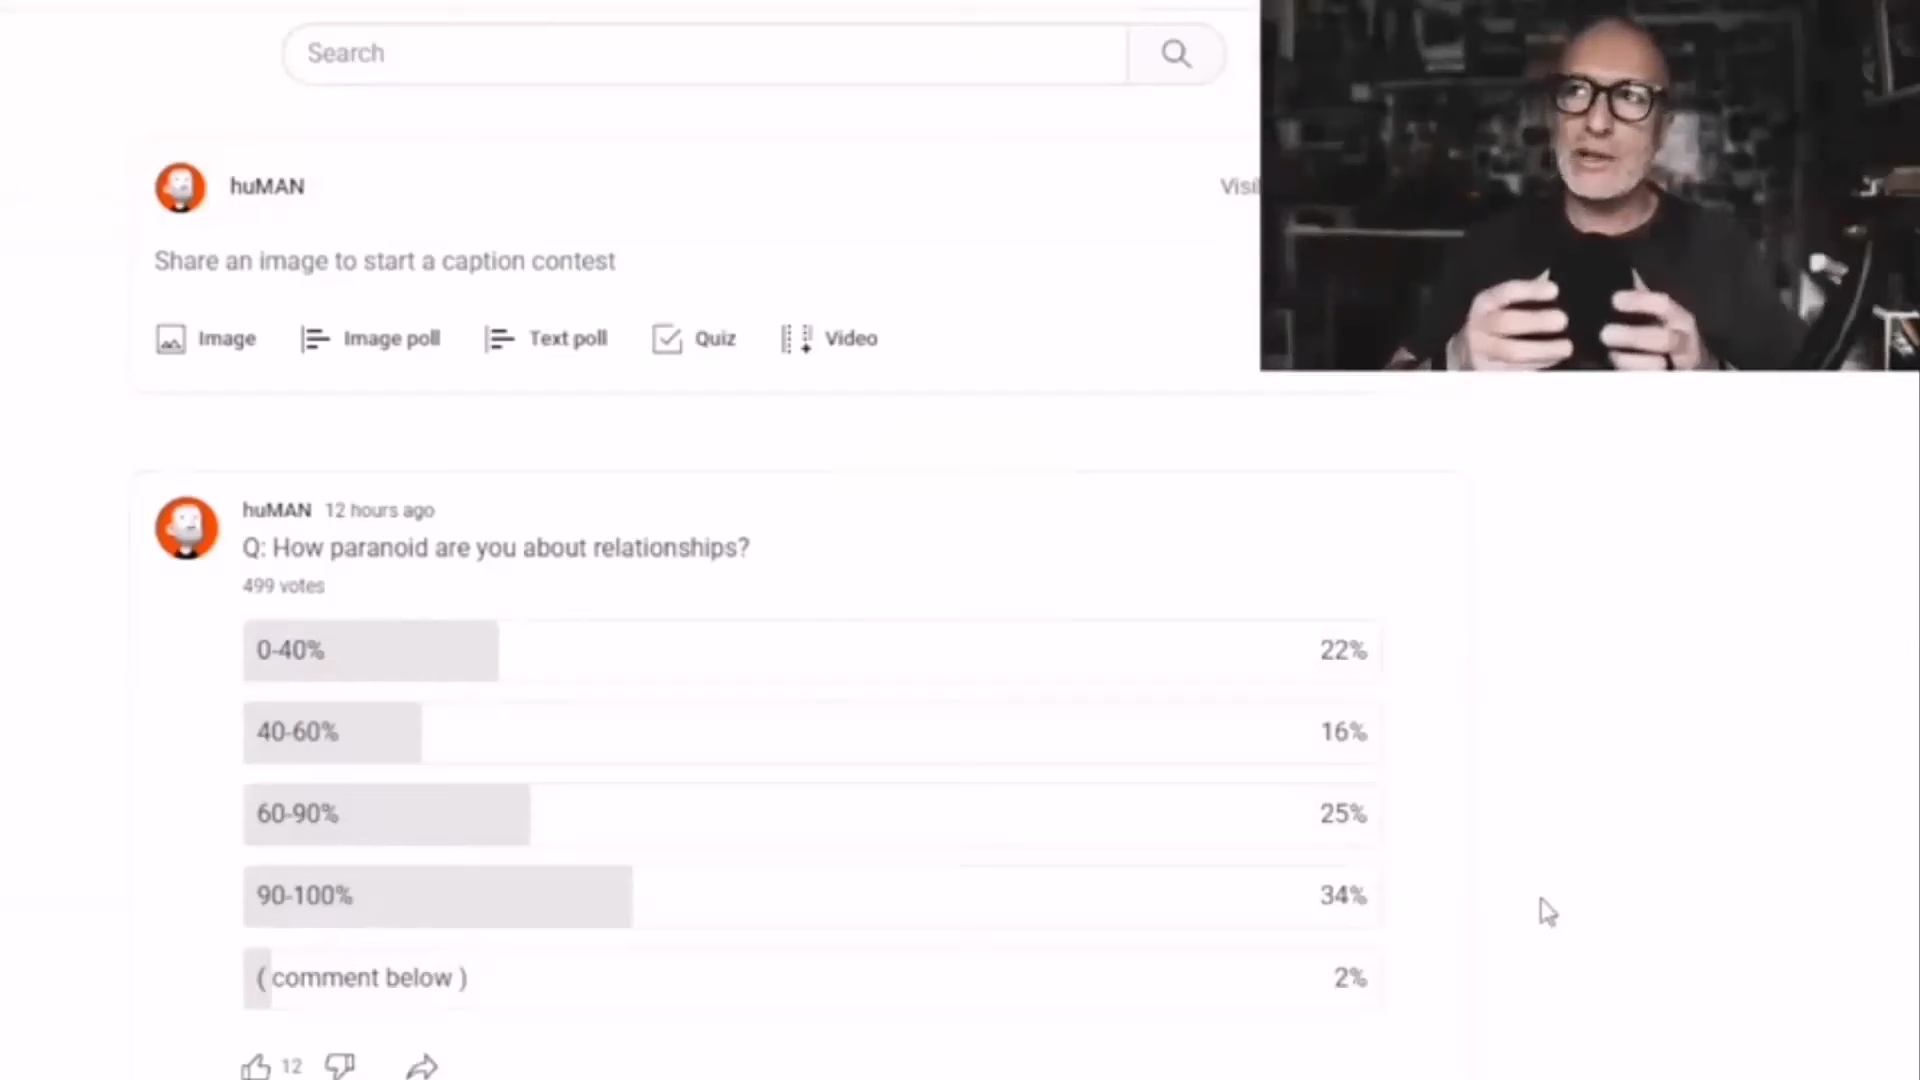 Search
huMAN
Visi
Share an image to start a caption contest
Image
Image poll
Text poll
Quiz
Video
huMAN 12 hours ago
Q: How paranoid are you about relationships?
499 votes
0-40% 22%
40-60% 16%
60-90% 25%
90-100% 34%
( comment below ) 2%
12